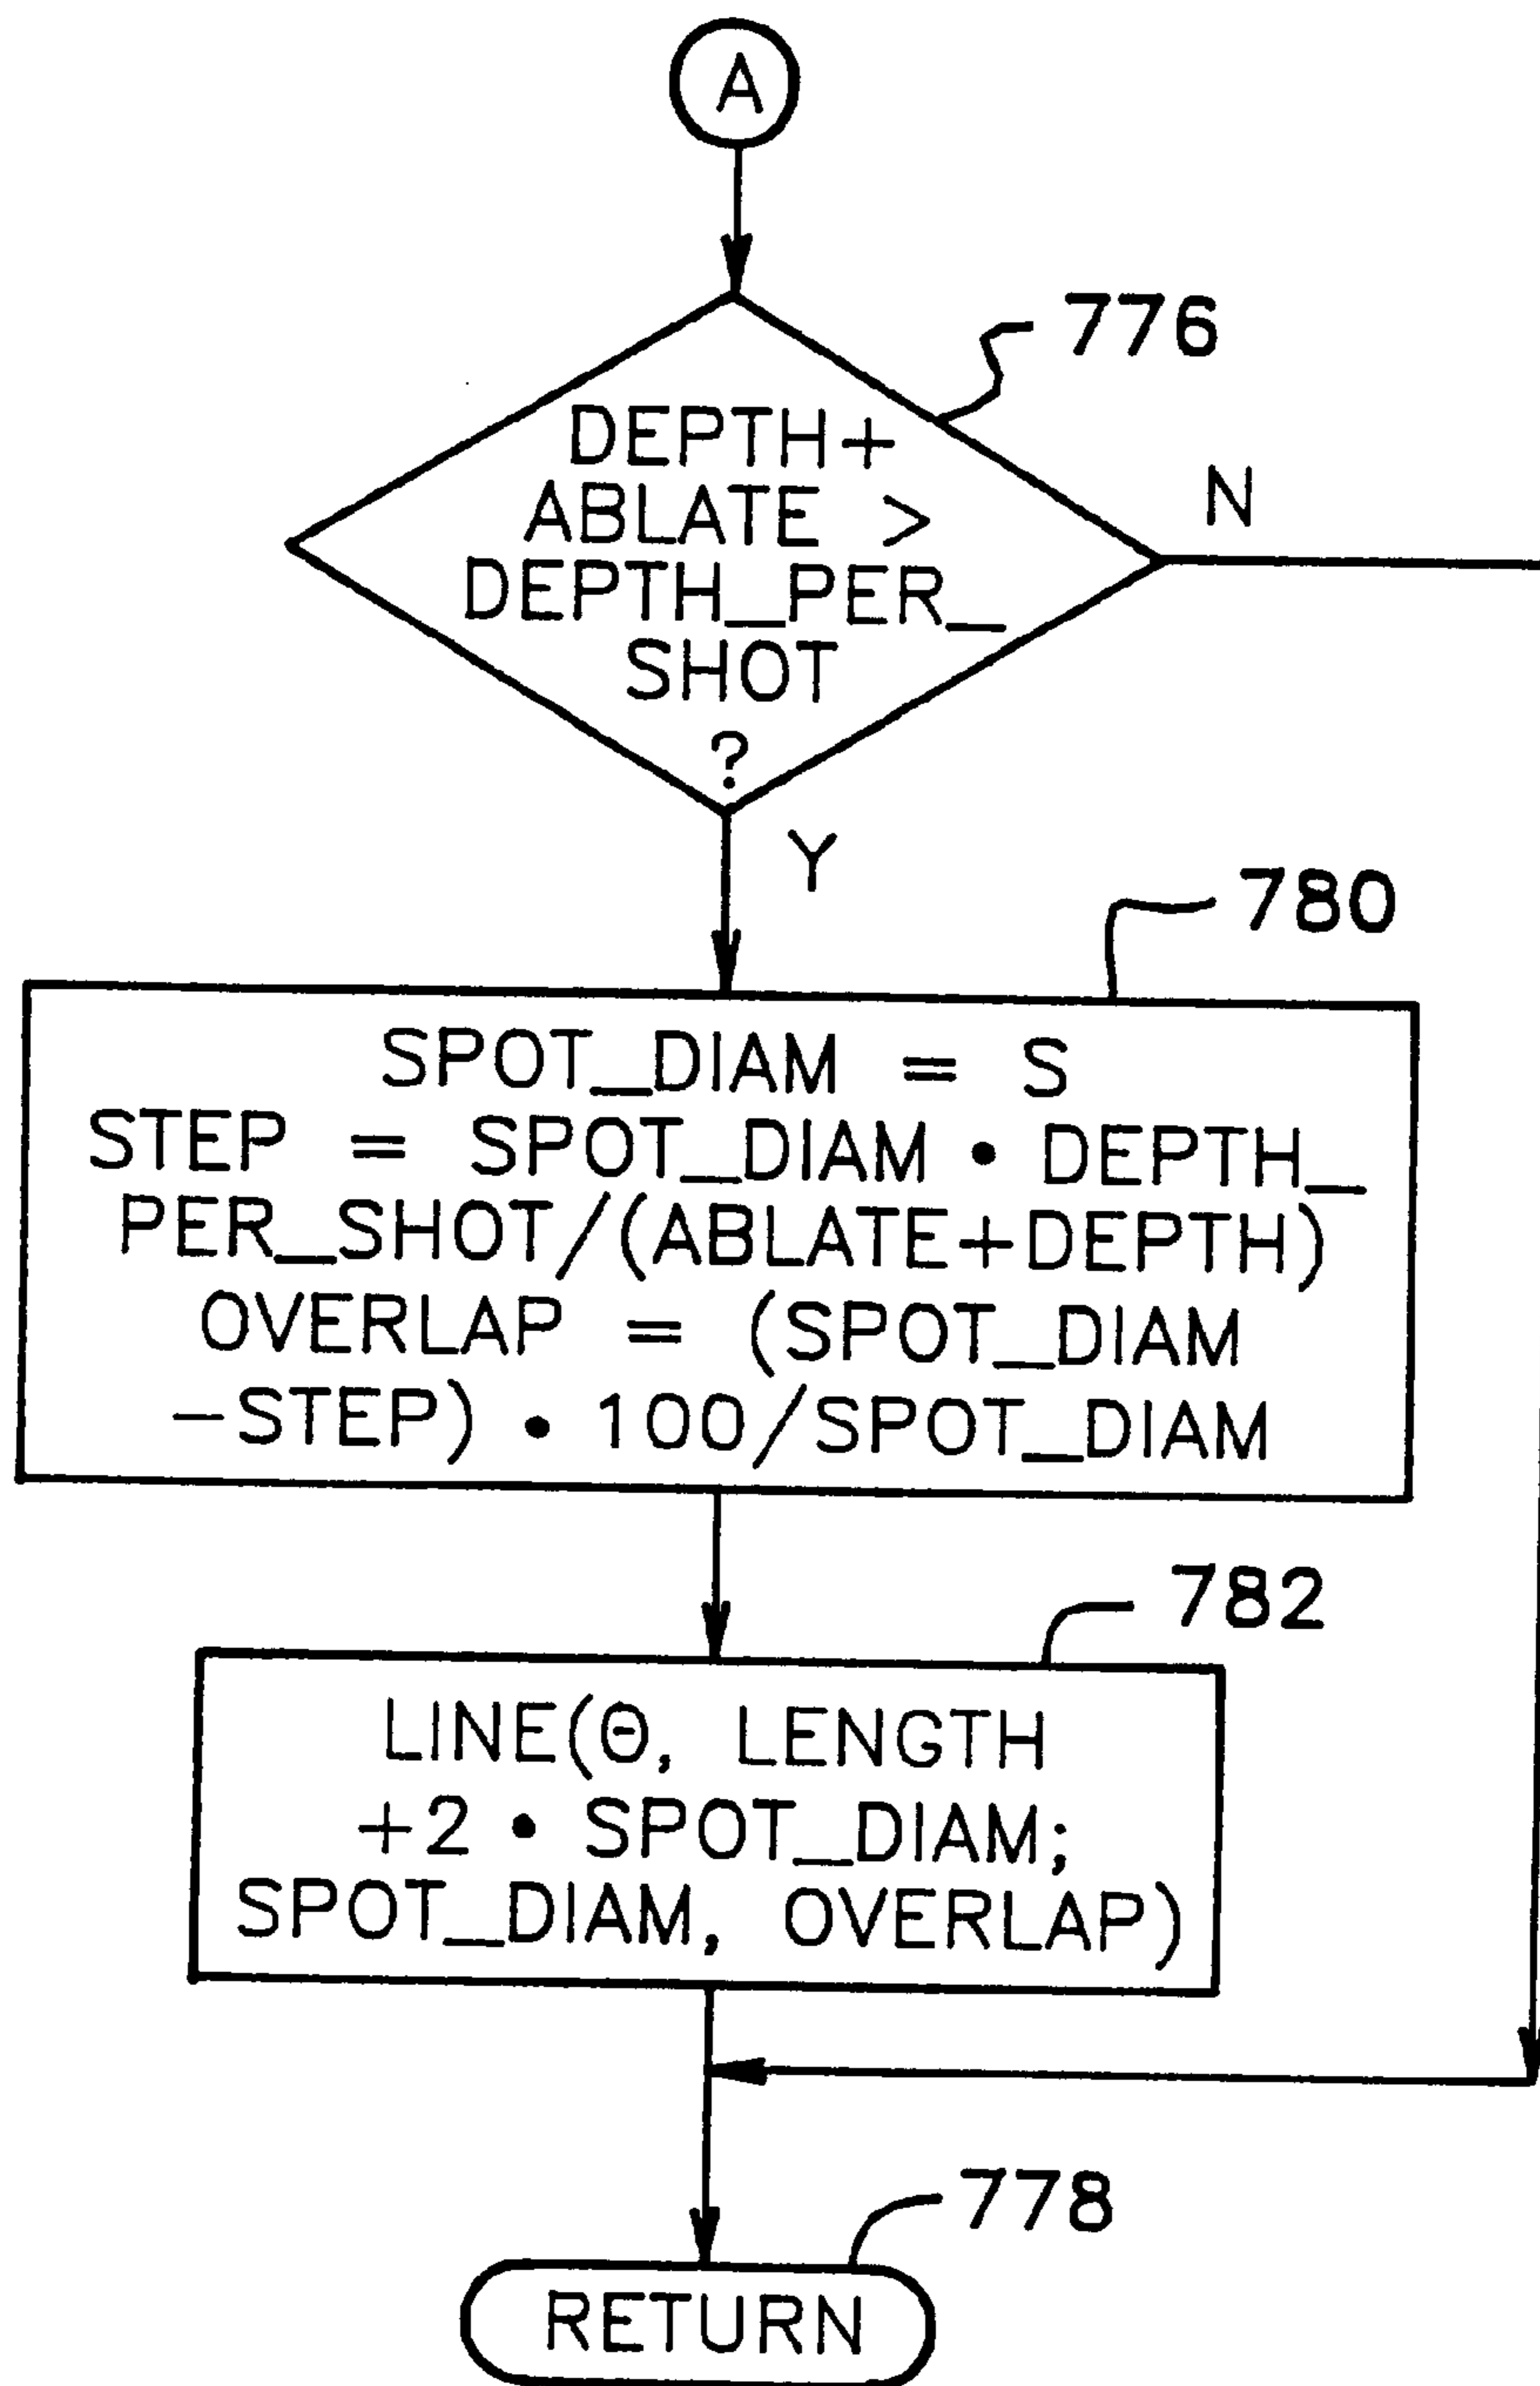 A
776
DEPTH+
ABLATE >
DEPTH_PER_
SHOT
?
N
Y
780
SPOT_DIAM = S
STEP = SPOT_DIAM • DEPTH_
PER_SHOT/(ABLATE+DEPTH)
OVERLAP = (SPOT_DIAM
-STEP) • 100/SPOT_DIAM
782
LINE(Θ, LENGTH
+2 • SPOT_DIAM;
SPOT_DIAM, OVERLAP)
778
RETURN